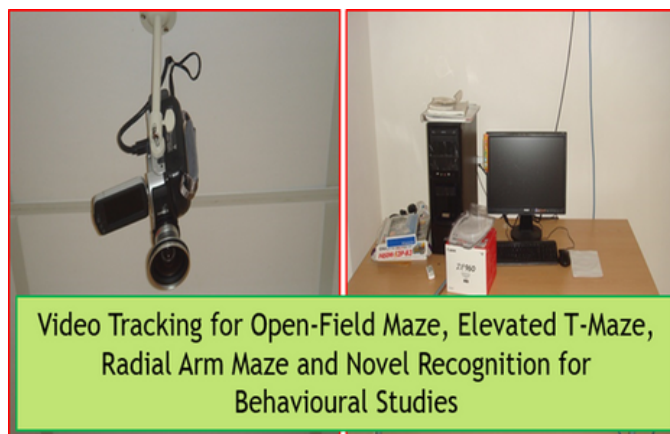 Video Tracking for Open-Field Maze, Elevated T-Maze,
Radial Arm Maze and Novel Recognition for
Behavioural Studies